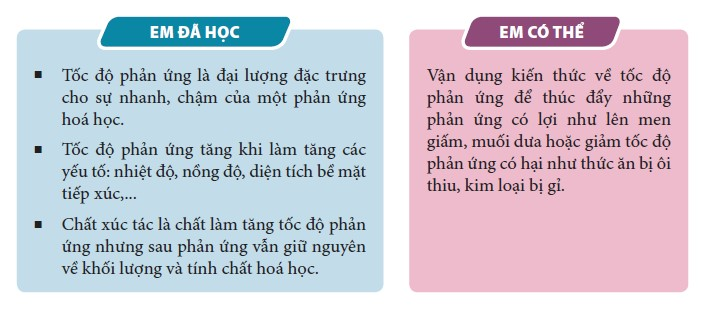 EM ĐÃ HỌC
▪ Tốc độ phản ứng là đại lượng đặc trưng
cho sự nhanh, chậm của một phản ứng
hoá học.
▪ Tốc độ phản ứng tăng khi làm tăng các
yếu tố: nhiệt độ, nồng độ, diện tích bề mặt
tiếp xúc,...
▪ Chất xúc tác là chất làm tăng tốc độ phản
ứng nhưng sau phản ứng vẫn giữ nguyên
về khối lượng và tính chất hoá học.
EM CÓ THỂ
Vận dụng kiến thức về tốc độ
phản ứng để thúc đẩy những
phản ứng có lợi như lên men
giấm, muối dưa hoặc giảm tốc độ
phản ứng có hại như thức ăn bị ôi
thiu, kim loại bị gỉ.